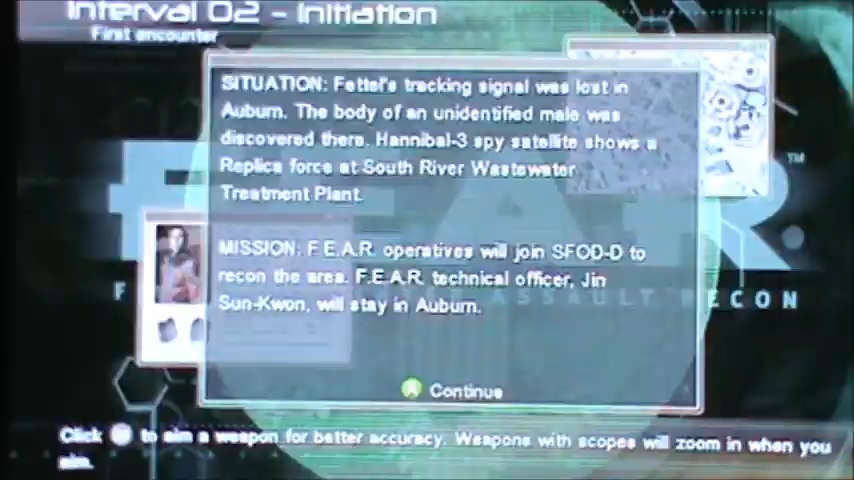 Interval 02 - Initiation
First encounter
SITUATION: Fettel's tracking signal was lost in
Auburn. The body of an unidentified male was
discovered there. Hannibal-3 spy satellite shows a
Replica force at South River Wastewater
Treatment Plant.
MISSION: F.E.A.R. operatives will join SFOD-D to
recon the area. F.E.A.R. technical officer, Jin
Sun-Kwon, will stay in Auburn.
F ASSAULT RECON
A Continue
Click to aim a weapon for better accuracy. Weapons with scopes will zoom in when you
aim.